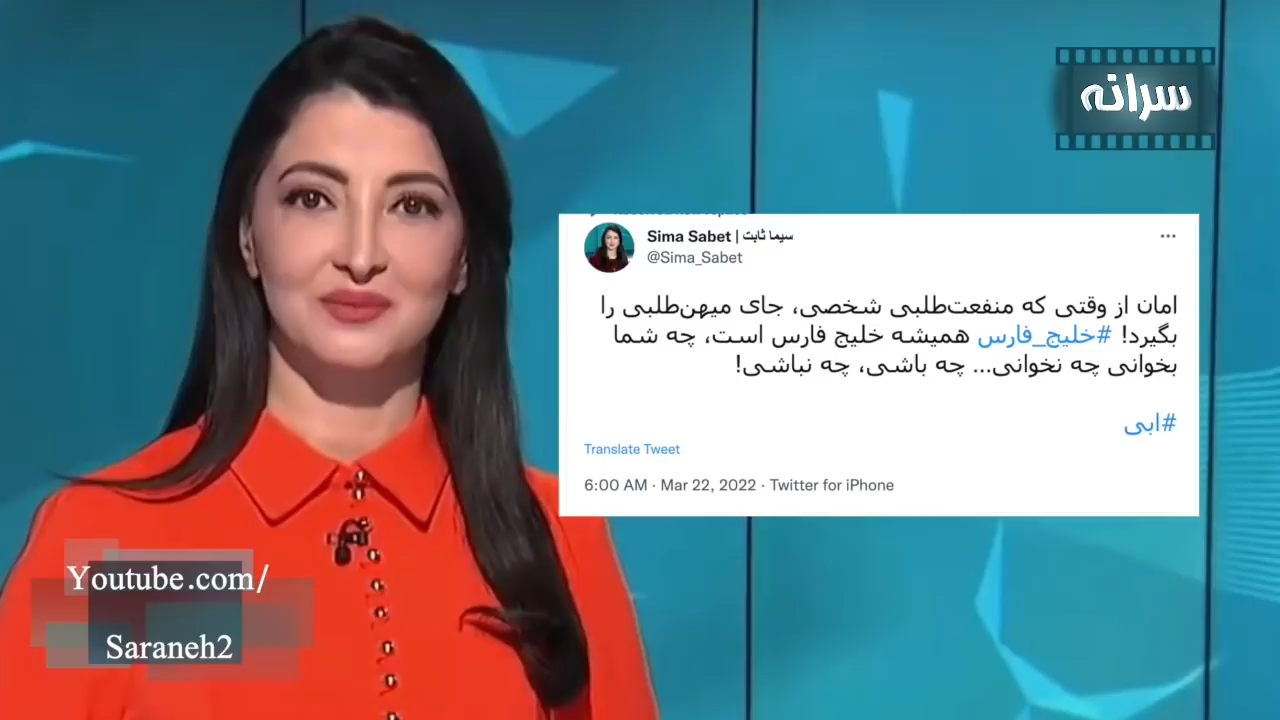 سرانه
Sima Sabet | سیما ثابت
@Sima_Sabet
امان از وقتی که منفعت‌طلبی شخصی، جای میهن‌طلبی را
بگیرد! #خلیج_فارس همیشه خلیج فارس است، چه شما
بخوانی چه نخوانی... چه باشی، چه نباشی!
#ابی
Translate Tweet
6:00 AM · Mar 22, 2022 · Twitter for iPhone
Youtube.com/
Saraneh2